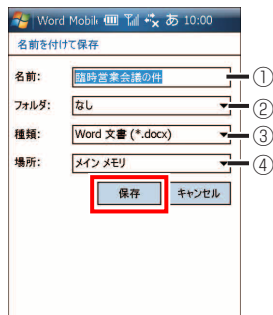 Word Mobile あ 10:00
名前を付けて保存
名前: 臨時営業会議の件 ①
フォルダ: なし ②
種類: Word 文書 (*.docx) ③
場所: メイン メモリ ④
保存 キャンセル